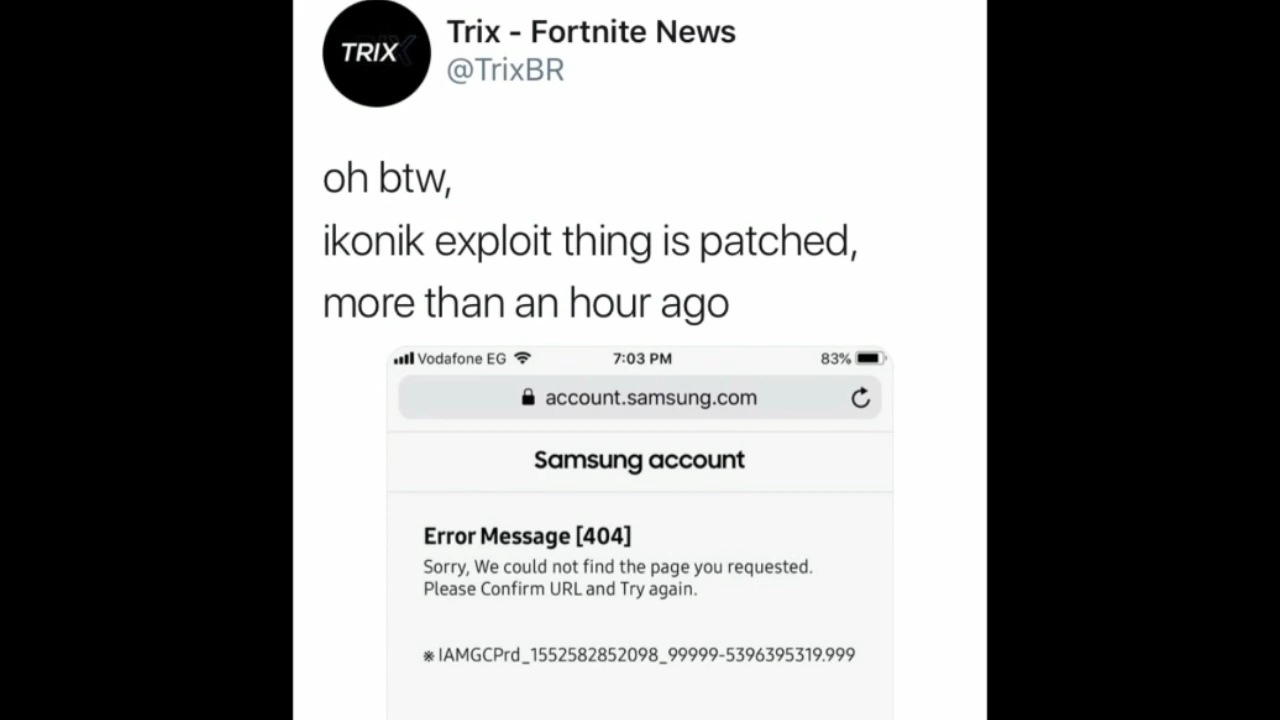 TRIX
Trix - Fortnite News
@TrixBR
oh btw,
ikonik exploit thing is patched,
more than an hour ago
Vodafone EG 7:03 PM 83%
account.samsung.com
Samsung account
Error Message [404]
Sorry, We could not find the page you requested.
Please Confirm URL and Try again.
※ IAMGCPrd_1552582852098_99999-5396395319.999